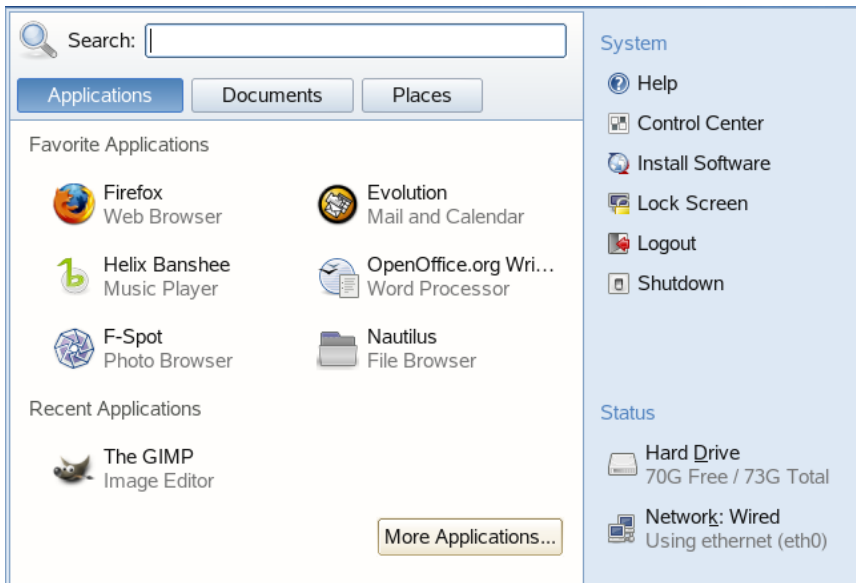 Search:
Applications
Documents
Places
Favorite Applications
Firefox
Web Browser
Evolution
Mail and Calendar
Helix Banshee
Music Player
OpenOffice.org Wri...
Word Processor
F-Spot
Photo Browser
Nautilus
File Browser
Recent Applications
The GIMP
Image Editor
More Applications...
System
Help
Control Center
Install Software
Lock Screen
Logout
Shutdown
Status
Hard Drive
70G Free / 73G Total
Network: Wired
Using ethernet (eth0)